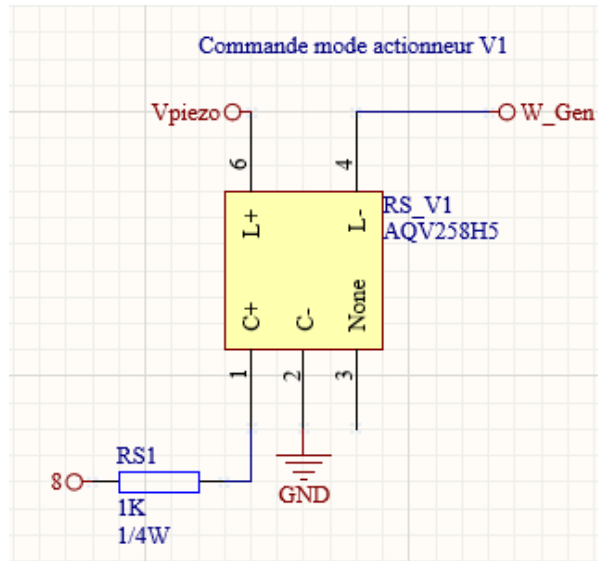 Commande mode actionneur V1
Vpiezo
W_Gen
6
4
L+
L-
RS_V1
AQV258H5
C+
C-
None
1
2
3
RS1
8
1K
1/4W
GND